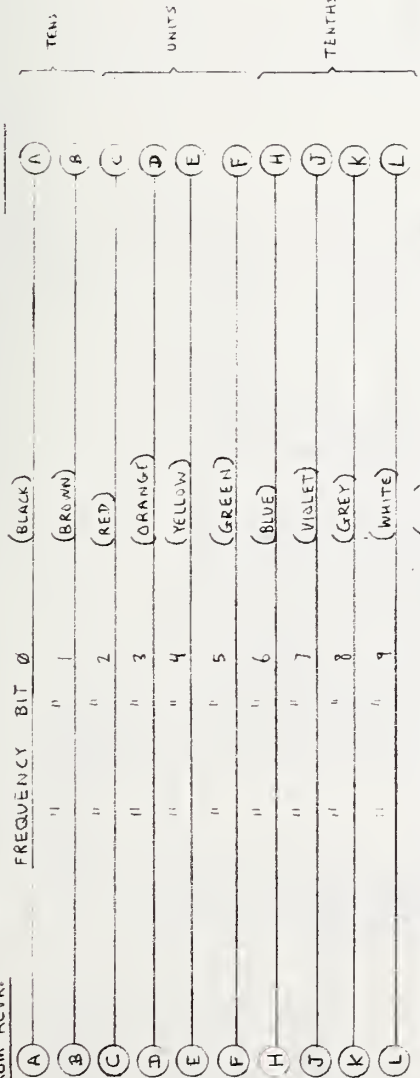 RCVR.
FREQUENCY BIT Ø (BLACK)
A A
" " 1 (BROWN)
B B
" " 2 (RED)
C C
" " 3 (ORANGE)
D D
" " 4 (YELLOW)
E E
" " 5 (GREEN)
F F
" " 6 (BLUE)
H H
" " 7 (VIOLET)
J J
" " 8 (GREY)
K K
" " 9 (WHITE)
L L
TENS
UNITS
TENTHS